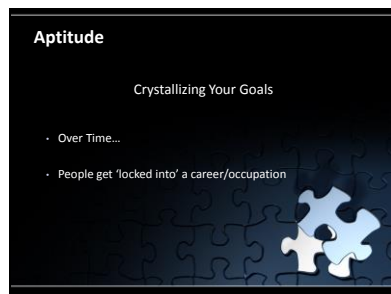 Aptitude
Crystallizing Your Goals
• Over Time…
• People get ‘locked into’ a career/occupation